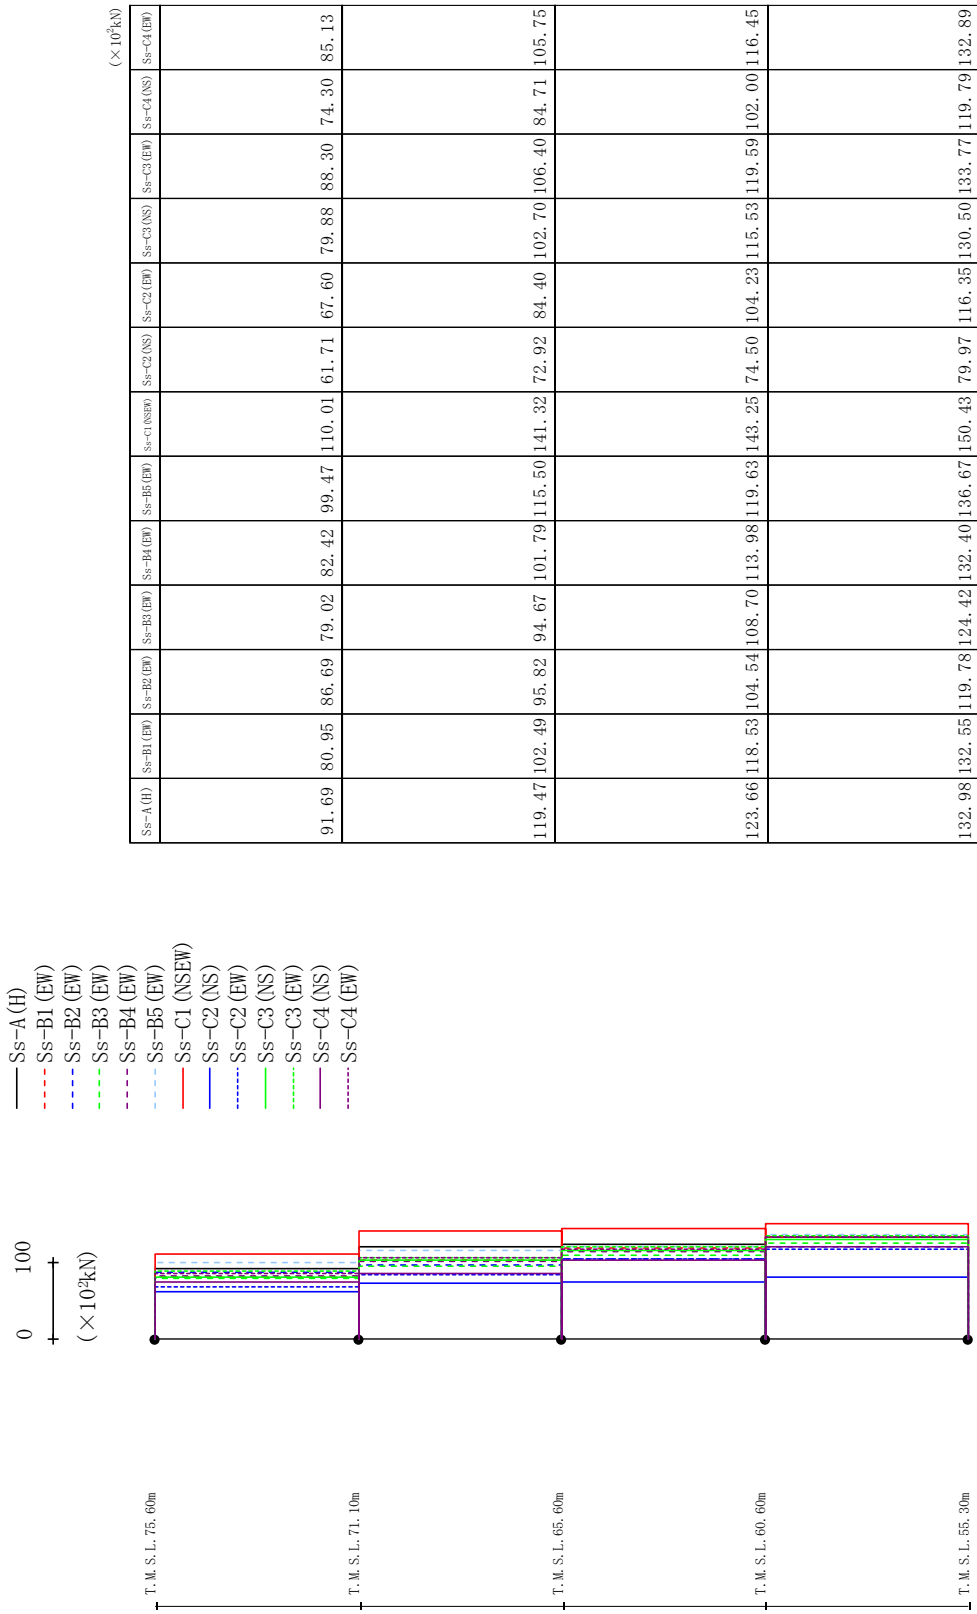 T.M.S.L.75.60m
T.M.S.L.71.10m
T.M.S.L.65.60m
T.M.S.L.60.60m
T.M.S.L.55.30m
0 100
(×10²kN)
Ss-A(H)
Ss-B1(EW)
Ss-B2(EW)
Ss-B3(EW)
Ss-B4(EW)
Ss-B5(EW)
Ss-C1(NSEW)
Ss-C2(NS)
Ss-C2(EW)
Ss-C3(NS)
Ss-C3(EW)
Ss-C4(NS)
Ss-C4(EW)
(×10²kN)
Ss-A(H) Ss-B1(EW) Ss-B2(EW) Ss-B3(EW) Ss-B4(EW) Ss-B5(EW) Ss-C1(NSEW) Ss-C2(NS) Ss-C2(EW) Ss-C3(NS) Ss-C3(EW) Ss-C4(NS) Ss-C4(EW)
91.69 80.95 86.69 79.02 82.42 99.47 110.01 61.71 67.60 79.88 88.30 74.30 85.13
119.47 102.49 95.82 94.67 101.79 115.50 141.32 72.92 84.40 102.70 106.40 84.71 105.75
123.66 118.53 104.54 108.70 113.98 119.63 143.25 74.50 104.23 115.53 119.59 102.00 116.45
132.98 132.55 119.78 124.42 132.40 136.67 150.43 79.97 116.35 130.50 133.77 119.79 132.89